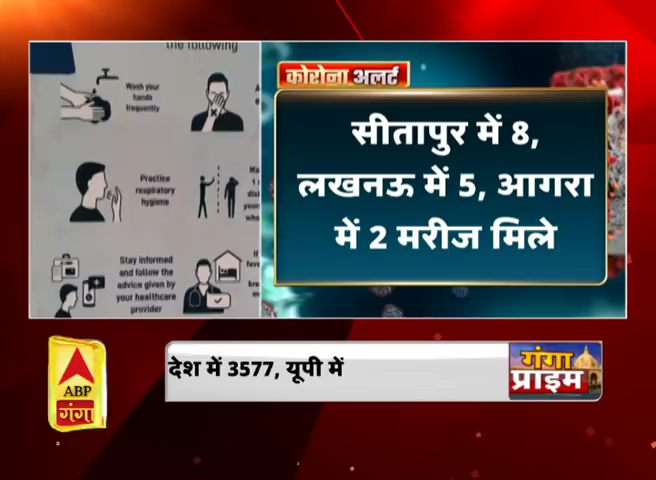 the following
Wash your
hands
frequently
Practice
respiratory
hygiene
Stay informed
and follow the
advice given by
your healthcare
provider
कोरोना अलर्ट
सीतापुर में 8,
लखनऊ में 5, आगरा
में 2 मरीज मिले
ABP
गंगा
देश में 3577, यूपी में
गंगा
प्राइम